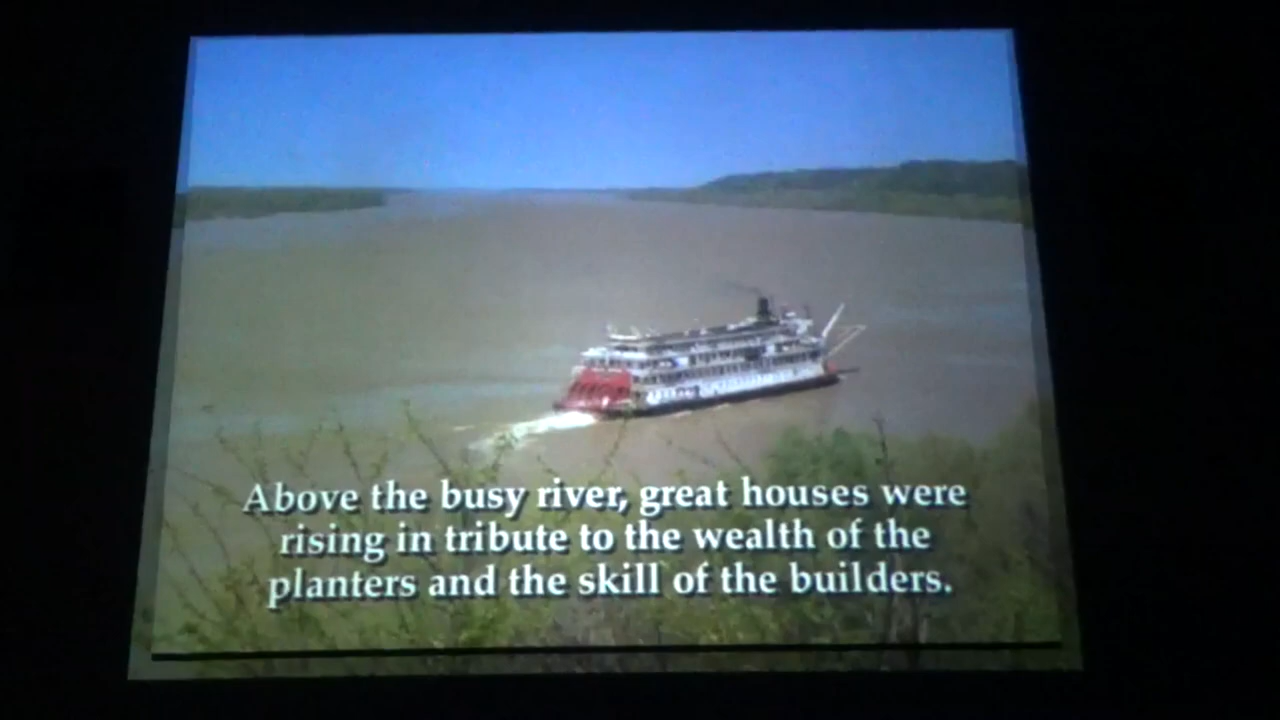 Above the busy river, great houses were
rising in tribute to the wealth of the
planters and the skill of the builders.